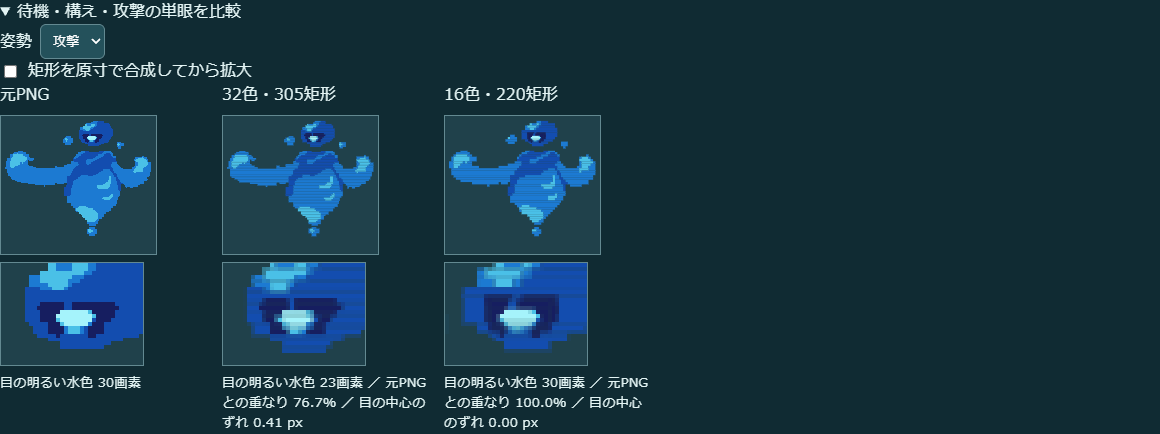 ▼ 待機・構え・攻撃の単眼を比較
姿勢 攻撃
矩形を原寸で合成してから拡大
元PNG
32色・305矩形
16色・220矩形
目の明るい水色 30画素
目の明るい水色 23画素 ／ 元PNG
との重なり 76.7% ／ 目の中心の
ずれ 0.41 px
目の明るい水色 30画素 ／ 元PNG
との重なり 100.0% ／ 目の中心
のずれ 0.00 px